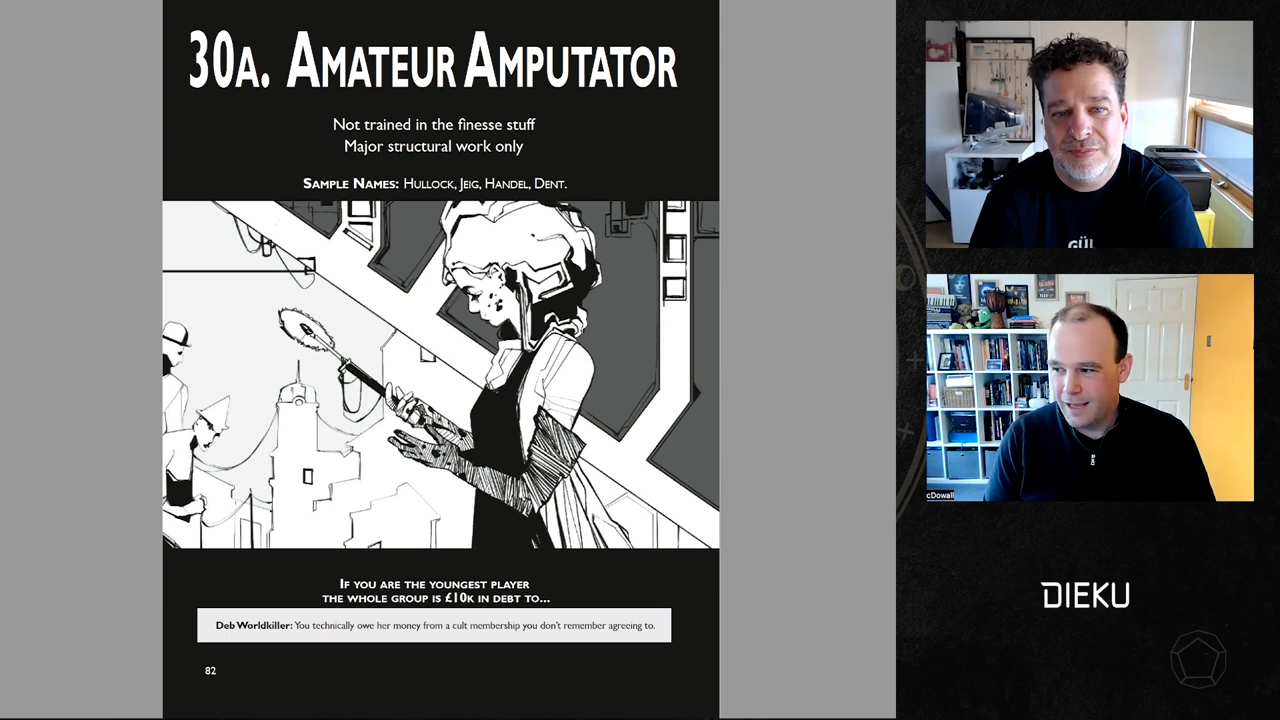 30A. AMATEUR AMPUTATOR
Not trained in the finesse stuff
Major structural work only
SAMPLE NAMES: HULLOCK, JEIG, HANDEL, DENT.
IF YOU ARE THE YOUNGEST PLAYER
THE WHOLE GROUP IS £10K IN DEBT TO...
Deb Worldkiller: You technically owe her money from a cult membership you don't remember agreeing to.
82
GÜ
cDowall
DIEKU